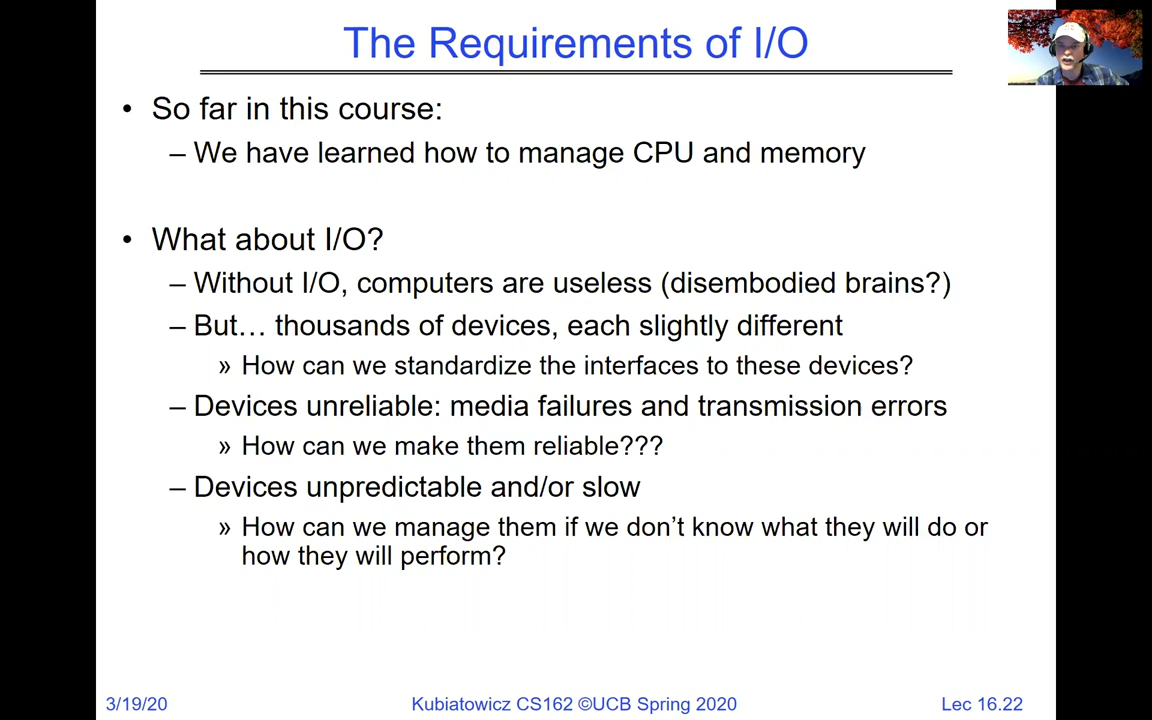 The Requirements of I/O
• So far in this course:
– We have learned how to manage CPU and memory
• What about I/O?
– Without I/O, computers are useless (disembodied brains?)
– But… thousands of devices, each slightly different
» How can we standardize the interfaces to these devices?
– Devices unreliable: media failures and transmission errors
» How can we make them reliable???
– Devices unpredictable and/or slow
» How can we manage them if we don't know what they will do or
how they will perform?
3/19/20
Kubiatowicz CS162 ©UCB Spring 2020
Lec 16.22